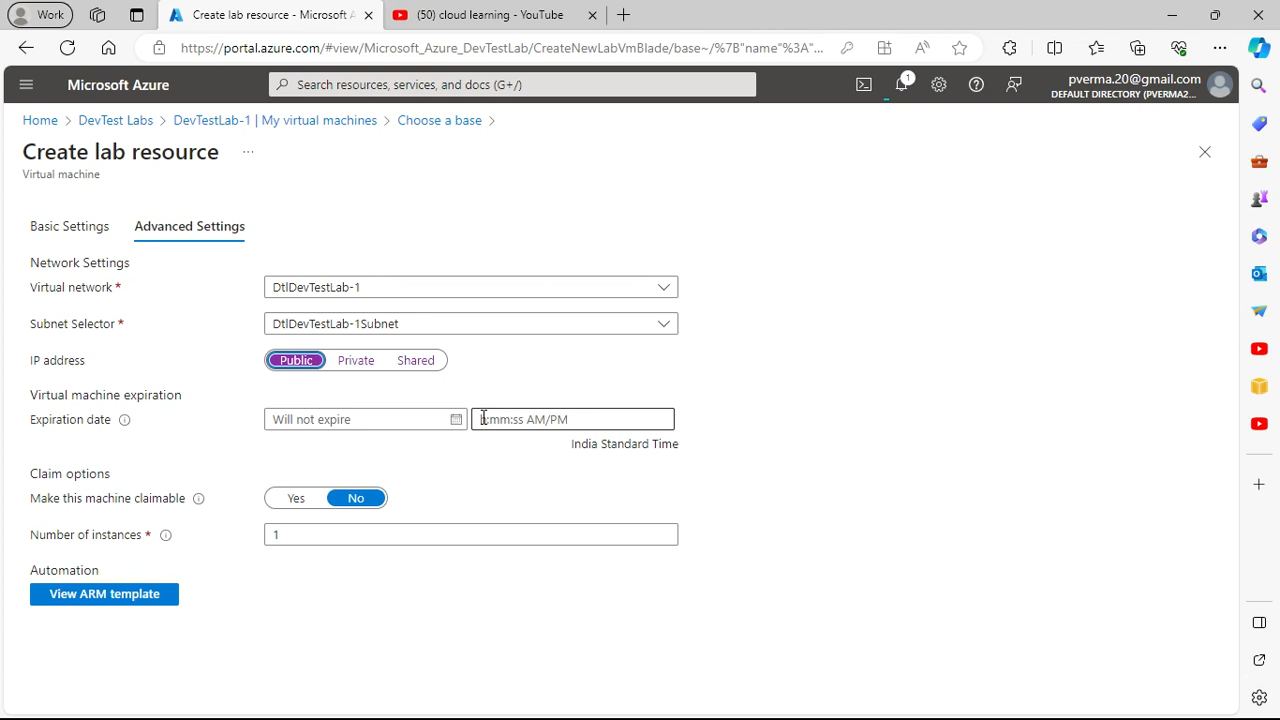 Work
Create lab resource - Microsoft A
(50) cloud learning - YouTube
https://portal.azure.com/#view/Microsoft_Azure_DevTestLab/CreateNewLabVmBlade/base~/%7B"name"%3A"...
Microsoft Azure
Search resources, services, and docs (G+/)
1
pverma.20@gmail.com
DEFAULT DIRECTORY (PVERMA2...
Home > DevTest Labs > DevTestLab-1 | My virtual machines > Choose a base >
Create lab resource ...
Virtual machine
Basic Settings Advanced Settings
Network Settings
Virtual network * DtlDevTestLab-1
Subnet Selector * DtlDevTestLab-1Subnet
IP address Public Private Shared
Virtual machine expiration
Expiration date Will not expire h:mm:ss AM/PM
India Standard Time
Claim options
Make this machine claimable Yes No
Number of instances * 1
Automation
View ARM template